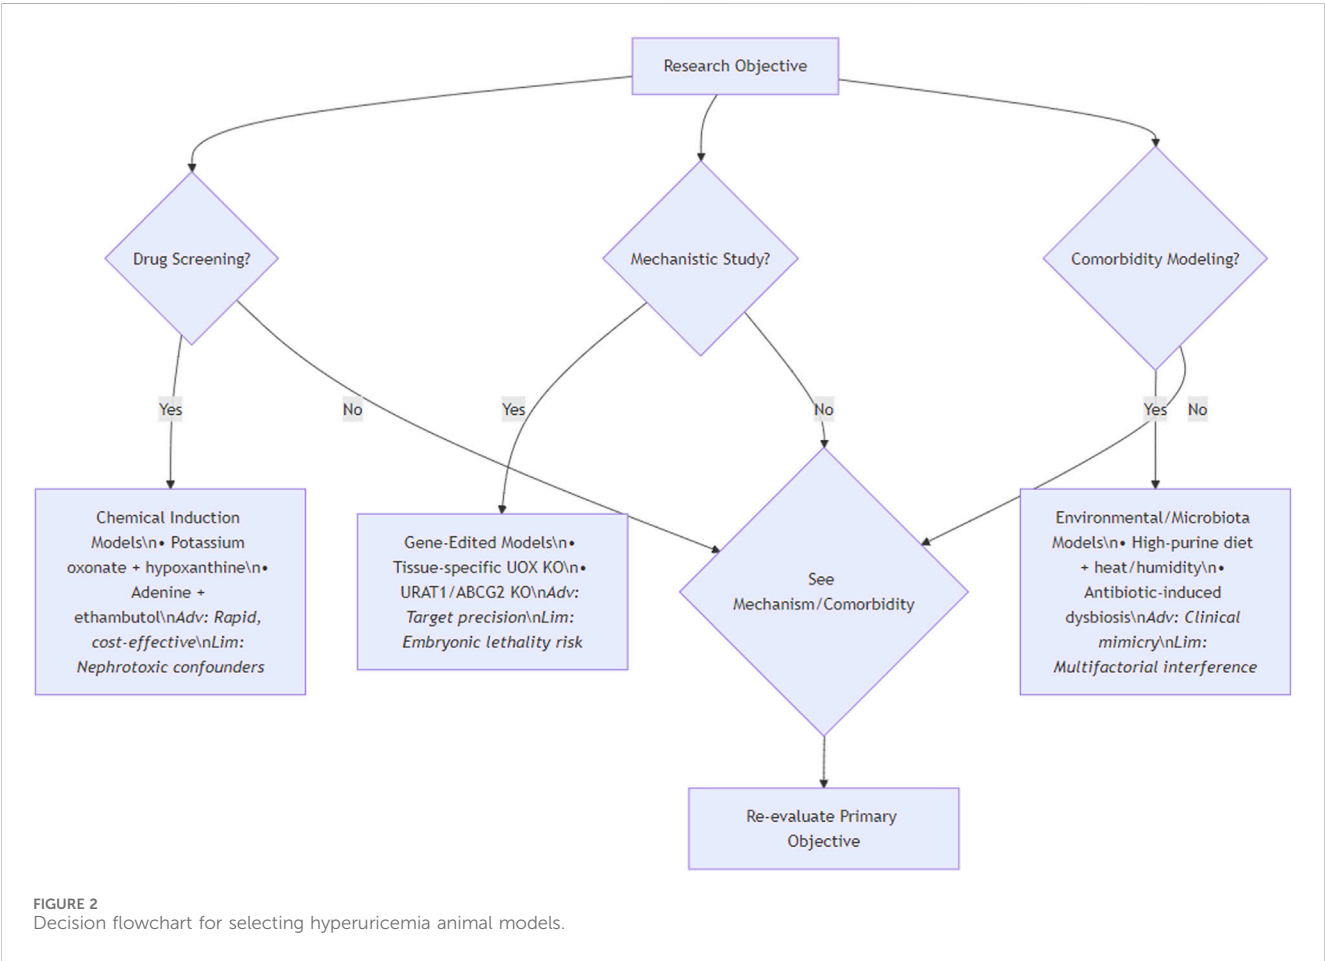 Research Objective
Drug Screening?
Mechanistic Study?
Comorbidity Modeling?
Yes
No
Yes
No
Yes
No
Chemical Induction
Models\n• Potassium
oxonate + hypoxanthine\n•
Adenine +
ethambutol\nAdv: Rapid,
cost-effective\nLim:
Nephrotoxic confounders
Gene-Edited Models\n•
Tissue-specific UOX KO\n•
URAT1/ABCG2 KO\nAdv:
Target precision\nLim:
Embryonic lethality risk
See
Mechanism/Comorbidity
Environmental/Microbiota
Models\n• High-purine diet
+ heat/humidity\n•
Antibiotic-induced
dysbiosis\nAdv: Clinical
mimicry\nLim:
Multifactorial interference
Re-evaluate Primary
Objective
FIGURE 2
Decision flowchart for selecting hyperuricemia animal models.